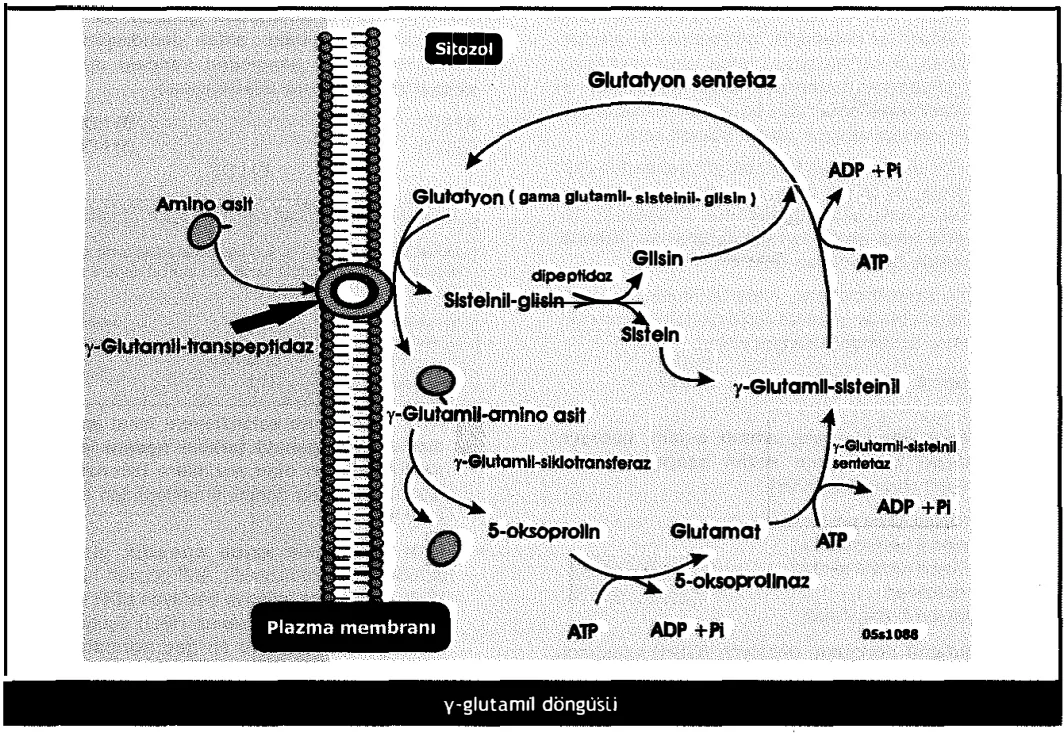 Sitozol
Glutatyon sentetaz
ADP +Pi
Amino asit
Glutatyon ( gama glutamil- sisteinil- glisin )
Glisin
ATP
dipeptidaz
Sisteinil-glisin
Sistein
γ-Glutamil-transpeptidaz
γ-Glutamil-sisteinil
γ-Glutamil-amino asit
γ-Glutamil-sisteinil
sentetaz
γ-Glutamil-siklotransferaz
ADP +Pi
5-oksoprolin
Glutamat
ATP
5-oksoprolinaz
Plazma membranı
ATP
ADP +Pi
05s1088
γ-glutamil döngüsü